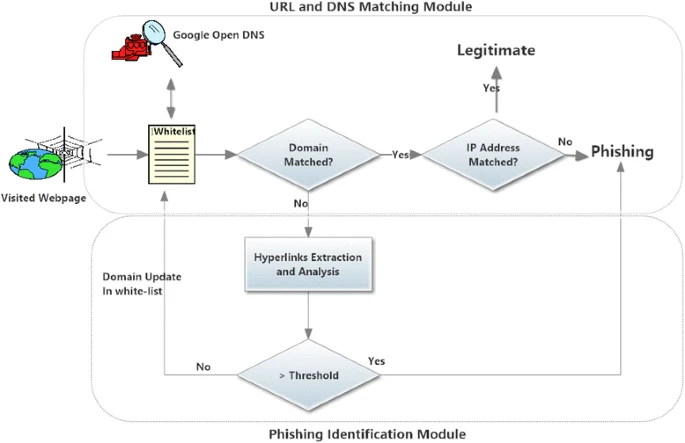 URL and DNS Matching Module
Google Open DNS
Legitimate
Yes
Whitelist
Domain
Matched?
Yes
IP Address
Matched?
No
Phishing
Visited Webpage
No
Hyperlinks Extraction
and Analysis
Domain Update
In white-list
No
> Threshold
Yes
Phishing Identification Module